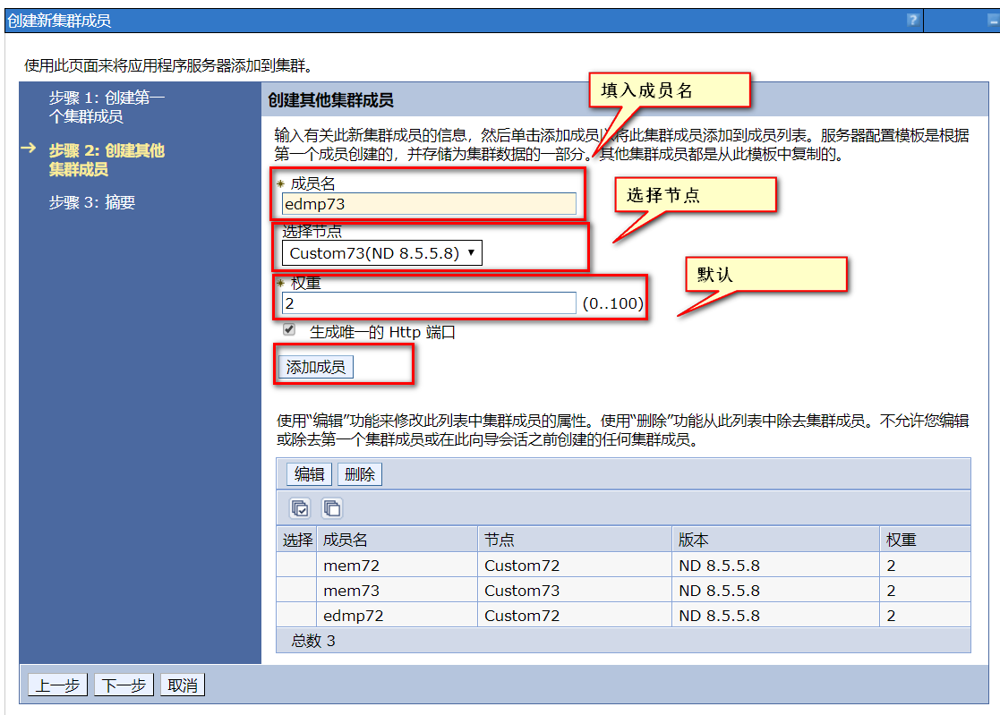 创建新集群成员
使用此页面来将应用程序服务器添加到集群。
步骤 1: 创建第一
个集群成员
步骤 2: 创建其他
集群成员
步骤 3: 摘要
创建其他集群成员
填入成员名
输入有关此新集群成员的信息，然后单击添加成员以将此集群成员添加到成员列表。服务器配置模板是根据
第一个成员创建的，并存储为集群数据的一部分。其他集群成员都是从此模板中复制的。
成员名
edmp73
选择节点
选择节点
Custom73(ND 8.5.5.8)
默认
权重
2 (0..100)
生成唯一的 Http 端口
添加成员
使用“编辑”功能来修改此列表中集群成员的属性。使用“删除”功能从此列表中除去集群成员。不允许您编辑
或除去第一个集群成员或在此向导会话之前创建的任何集群成员。
编辑 删除
选择 成员名 节点 版本 权重
mem72 Custom72 ND 8.5.5.8 2
mem73 Custom73 ND 8.5.5.8 2
edmp72 Custom72 ND 8.5.5.8 2
总数 3
上一步 下一步 取消